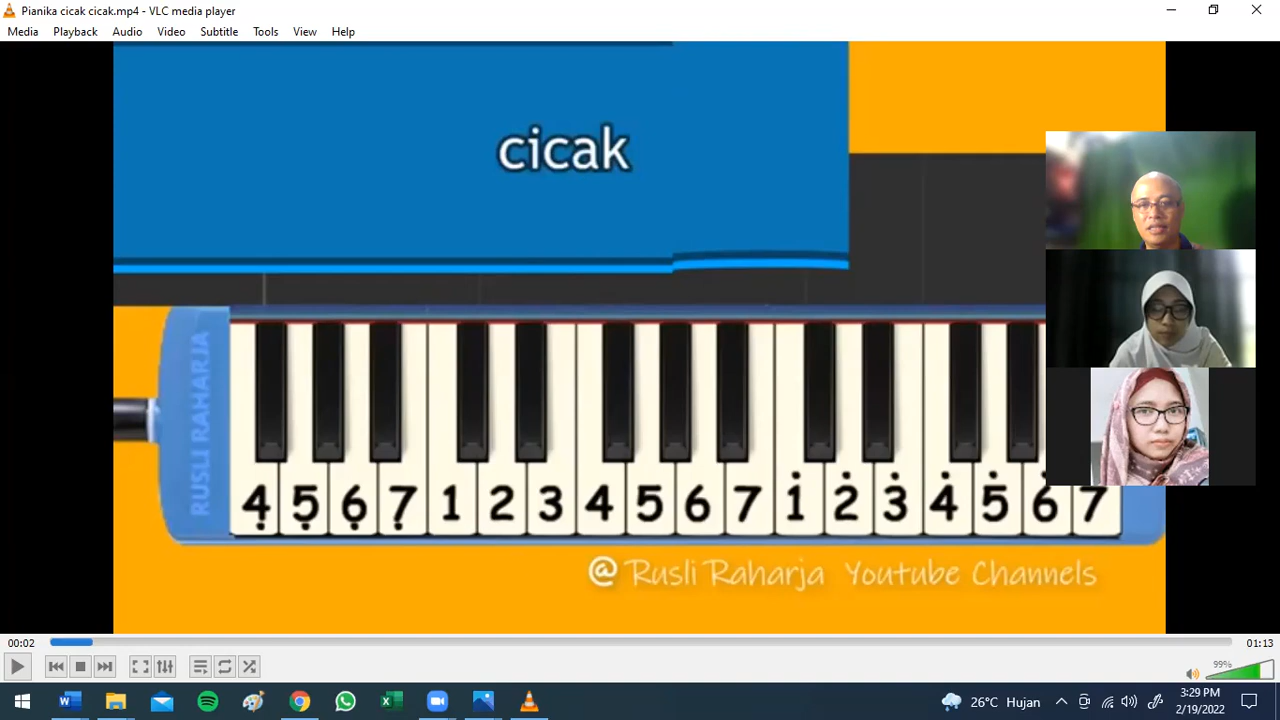 Pianika cicak cicak.mp4 - VLC media player
Media Playback Audio Video Subtitle Tools View Help
cicak
RUSLI RAHARJA
4̣ 5̣ 6̣ 7̣ 1 2 3 4 5 6 7 1̇ 2̇ 3̇ 4̇ 5̇ 6̇ 7
@ Rusli Raharja Youtube Channels
00:02 01:13
99%
26°C Hujan
3:29 PM
2/19/2022